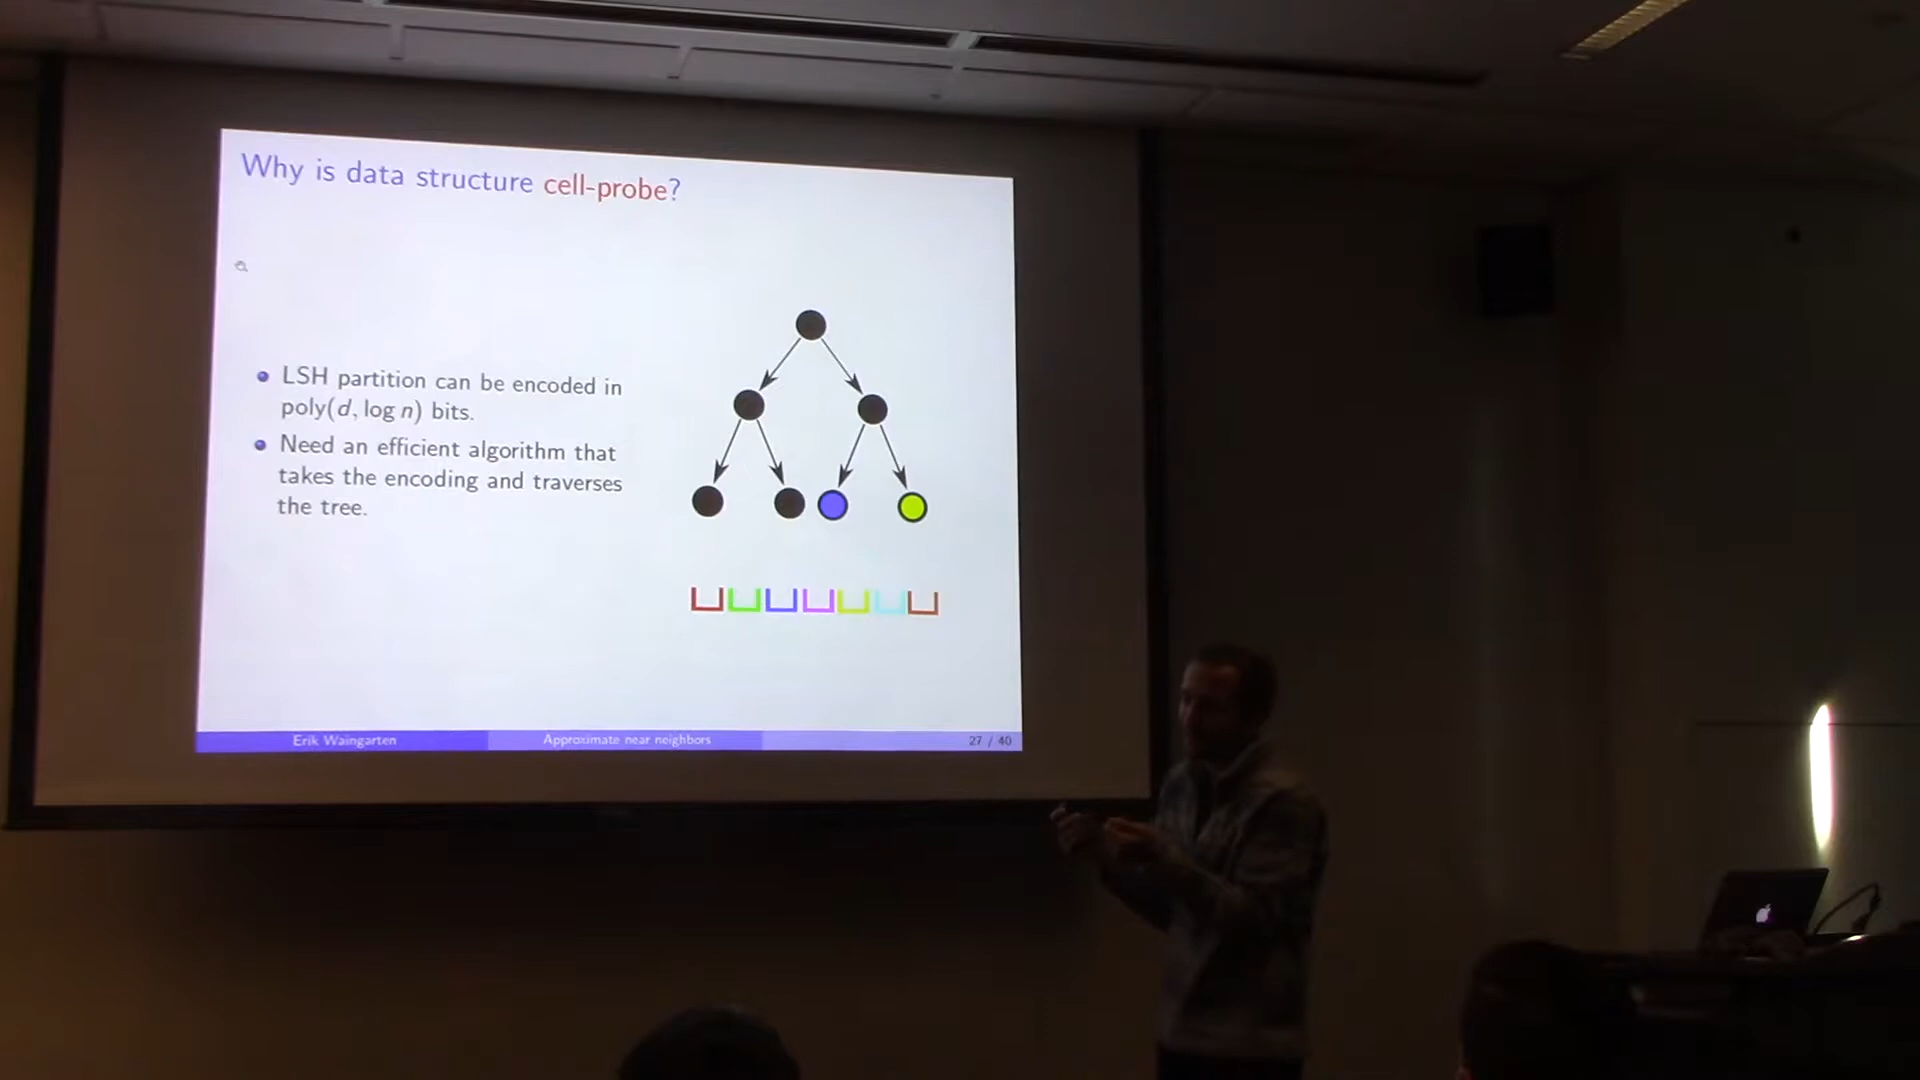 Why is data structure cell-probe?
LSH partition can be encoded in
poly(d, log n) bits.
Need an efficient algorithm that
takes the encoding and traverses
the tree.
Erik Waingarten
Approximate near neighbors
27 / 40